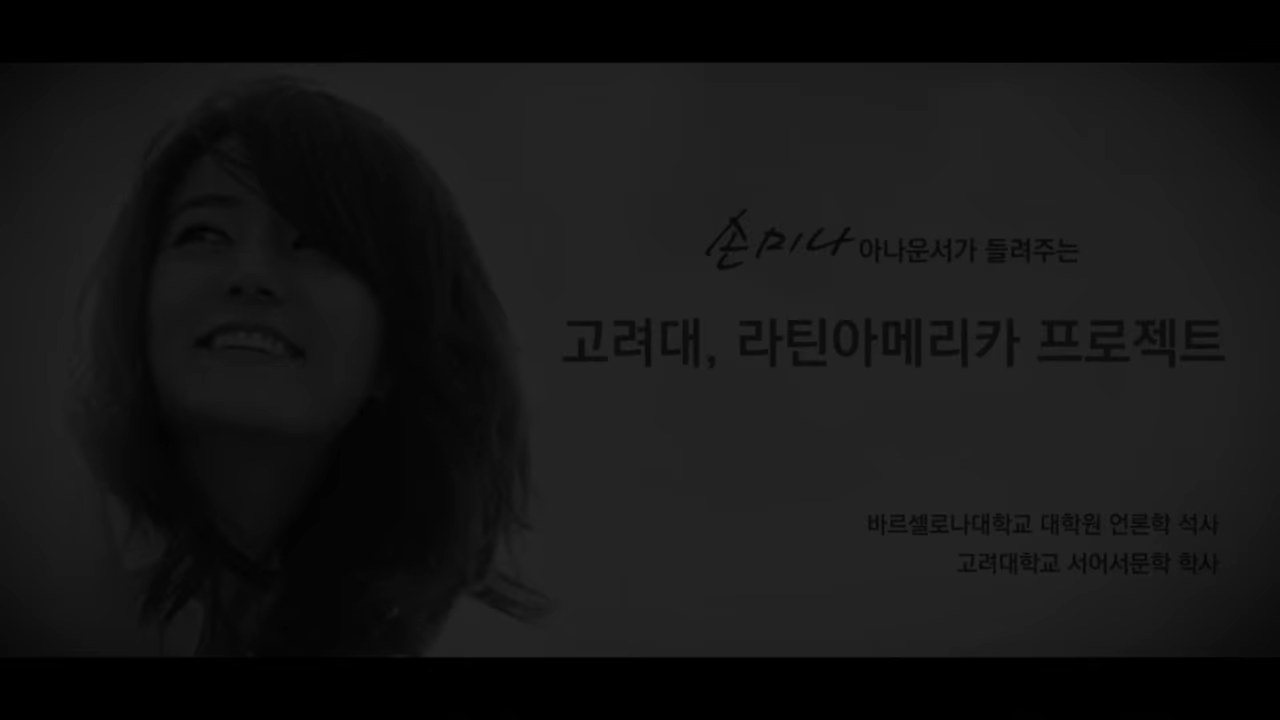 손미나 아나운서가 들려주는
고려대, 라틴아메리카 프로젝트
바르셀로나대학교 대학원 언론학 석사
고려대학교 서어서문학 학사